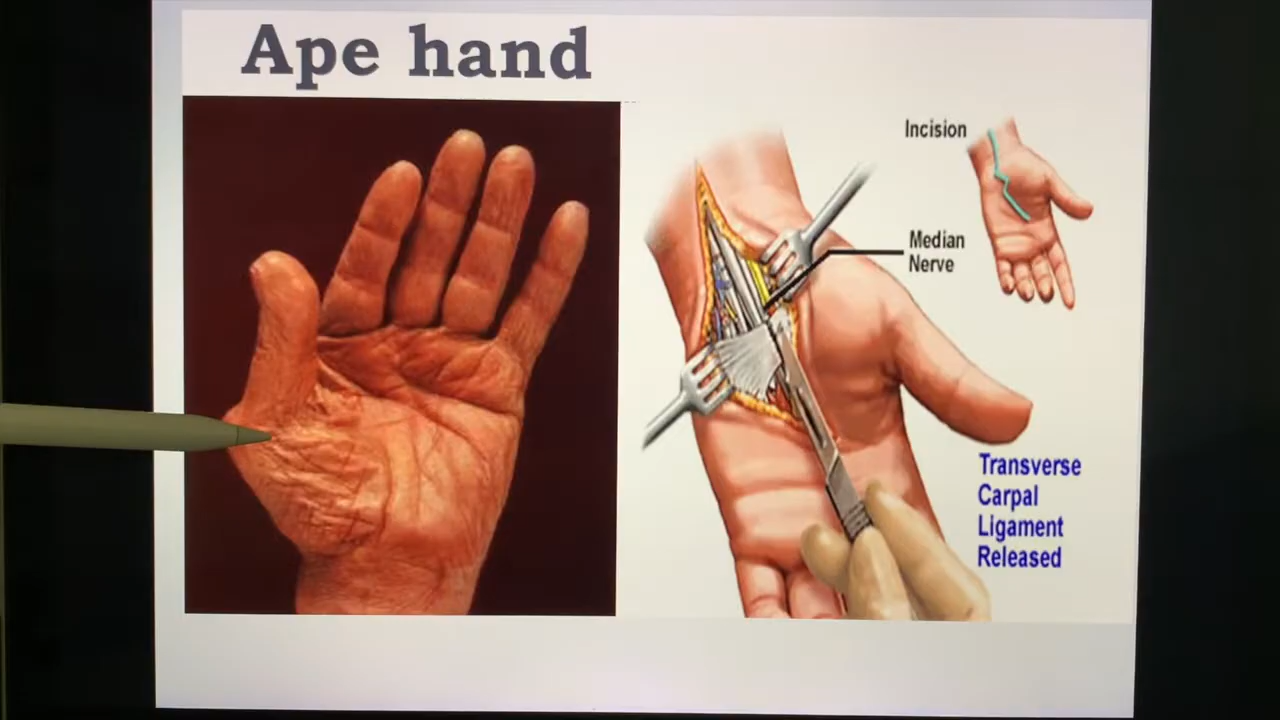 Ape hand
Incision
Median
Nerve
Transverse
Carpal
Ligament
Released